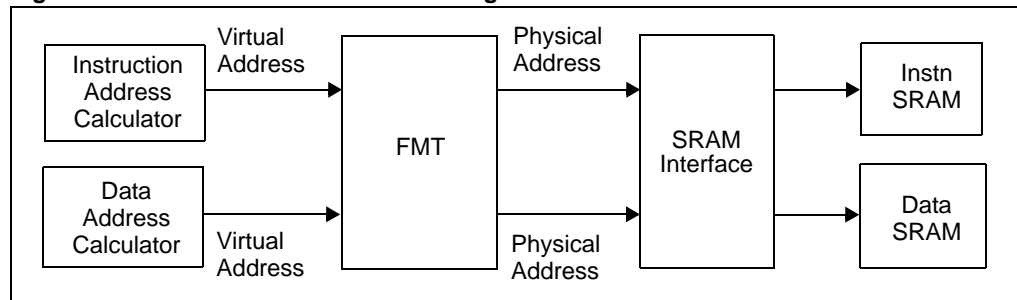 Instruction
Address
Calculator
Virtual
Address
FMT
Physical
Address
SRAM
Interface
Instn
SRAM
Data
Address
Calculator
Virtual
Address
Physical
Address
Data
SRAM